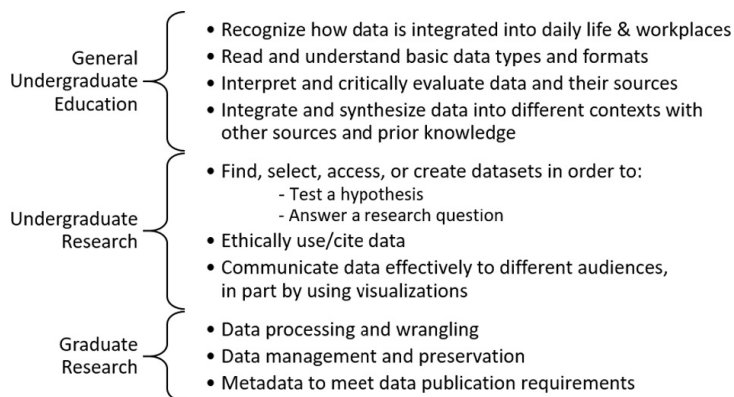 General
Undergraduate
Education
• Recognize how data is integrated into daily life & workplaces
• Read and understand basic data types and formats
• Interpret and critically evaluate data and their sources
• Integrate and synthesize data into different contexts with
other sources and prior knowledge
Undergraduate
Research
• Find, select, access, or create datasets in order to:
- Test a hypothesis
- Answer a research question
• Ethically use/cite data
• Communicate data effectively to different audiences,
in part by using visualizations
Graduate
Research
• Data processing and wrangling
• Data management and preservation
• Metadata to meet data publication requirements